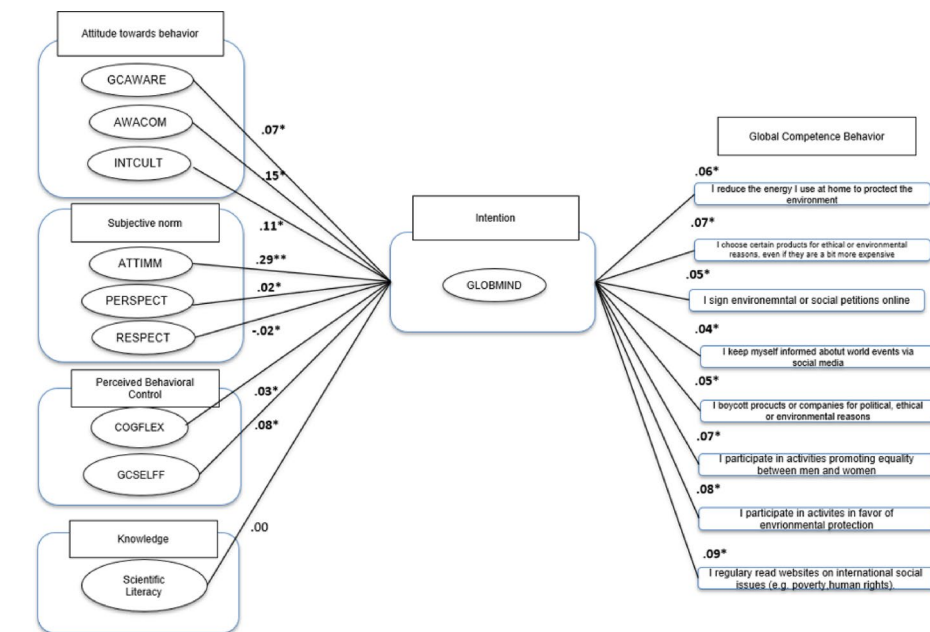 Attitude towards behavior
GCAWARE
AWACOM
INTCULT
.07*
.15*
.11*
Subjective norm
ATTIMM
PERSPECT
RESPECT
.29**
.02*
-.02*
Perceived Behavioral
Control
COGFLEX
GCSELFF
.03*
.08*
Knowledge
Scientific
Literacy
.00
Intention
GLOBMIND
Global Competence Behavior
.06*
I reduce the energy I use at home to proctect the
environment
.07*
I choose certain products for ethical or environmental
reasons, even if they are a bit more expensive
.05*
I sign environemntal or social petitions online
.04*
I keep myself informed abotut world events via
social media
.05*
I boycott procucts or companies for political, ethical
or environmental reasons
.07*
I participate in activities promoting equality
between men and women
.08*
I participate in activites in favor of
envrionmental protection
.09*
I regulary read websites on international social
issues (e.g. poverty,human rights).